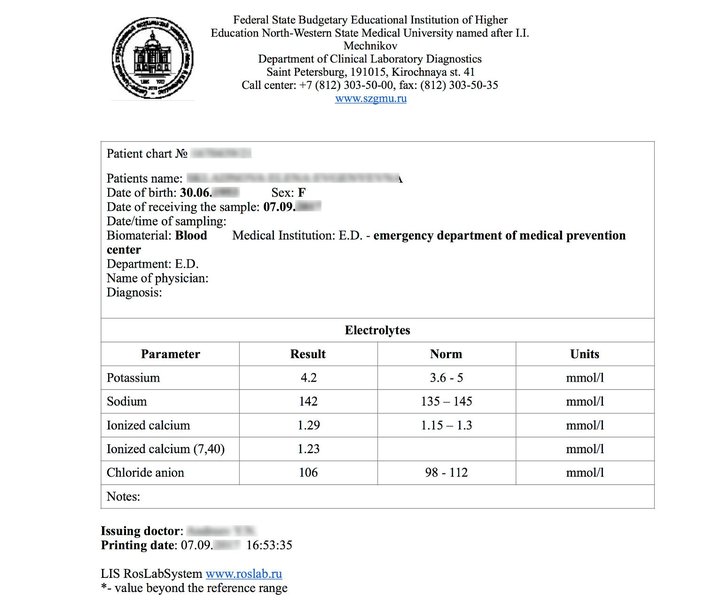 Federal State Budgetary Educational Institution of Higher
Education North-Western State Medical University named after I.I.
Mechnikov
Department of Clinical Laboratory Diagnostics
Saint Petersburg, 191015, Kirochnaya st. 41
Call center: +7 (812) 303-50-00, fax: (812) 303-50-35
www.szgmu.ru
Patient chart №
Patients name:
Date of birth: 30.06. Sex: F
Date of receiving the sample: 07.09.
Date/time of sampling:
Biomaterial: Blood Medical Institution: E.D. - emergency department of medical prevention
center
Department: E.D.
Name of physician:
Diagnosis:
Electrolytes
Parameter Result Norm Units
Potassium 4.2 3.6 - 5 mmol/l
Sodium 142 135 – 145 mmol/l
Ionized calcium 1.29 1.15 – 1.3 mmol/l
Ionized calcium (7,40) 1.23 mmol/l
Chloride anion 106 98 - 112 mmol/l
Notes:
Issuing doctor:
Printing date: 07.09. 16:53:35
LIS RosLabSystem www.roslab.ru
*- value beyond the reference range